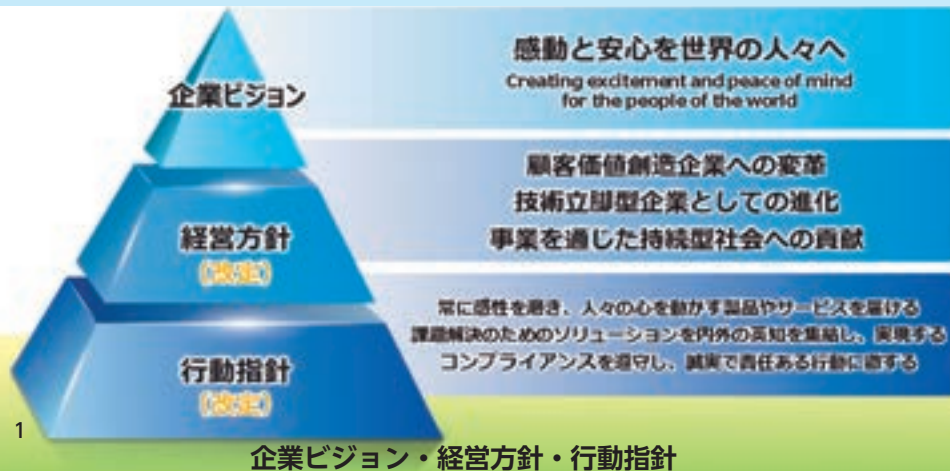 企業ビジョン
感動と安心を世界の人々へ
Creating excitement and peace of mind
for the people of the world
経営方針
(改定)
顧客価値創造企業への変革
技術立脚型企業としての進化
事業を通じた持続型社会への貢献
行動指針
(改定)
常に感性を磨き、人々の心を動かす製品やサービスを届ける
課題解決のためのソリューションを内外の英知を集結し、実現する
コンプライアンスを遵守し、誠実で責任ある行動に徹する
1
企業ビジョン・経営方針・行動指針